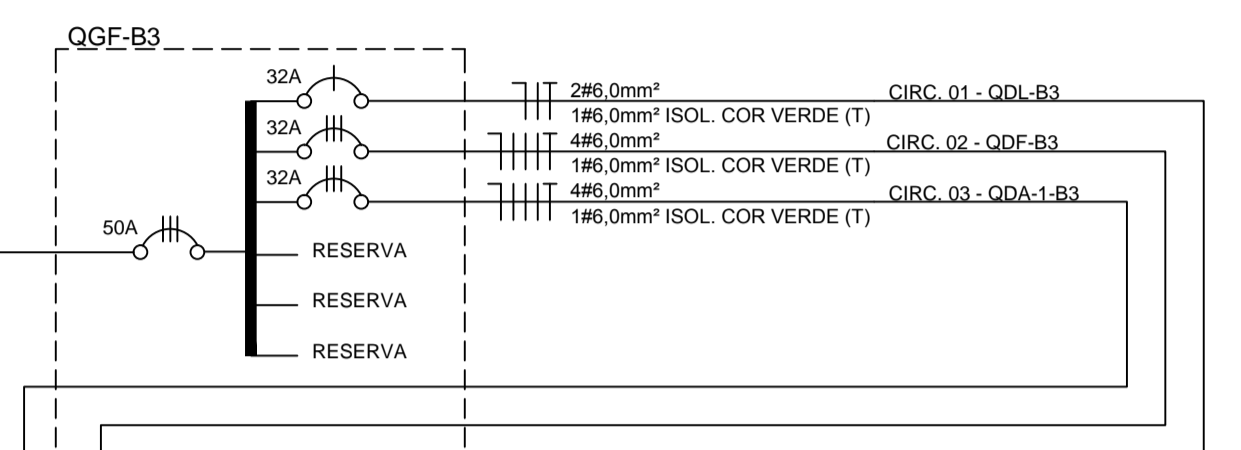 QGF-B3
32A
2#6,0mm²
CIRC. 01 - QDL-B3
1#6,0mm² ISOL. COR VERDE (T)
32A
4#6,0mm²
CIRC. 02 - QDF-B3
1#6,0mm² ISOL. COR VERDE (T)
32A
4#6,0mm²
CIRC. 03 - QDA-1-B3
1#6,0mm² ISOL. COR VERDE (T)
50A
RESERVA
RESERVA
RESERVA